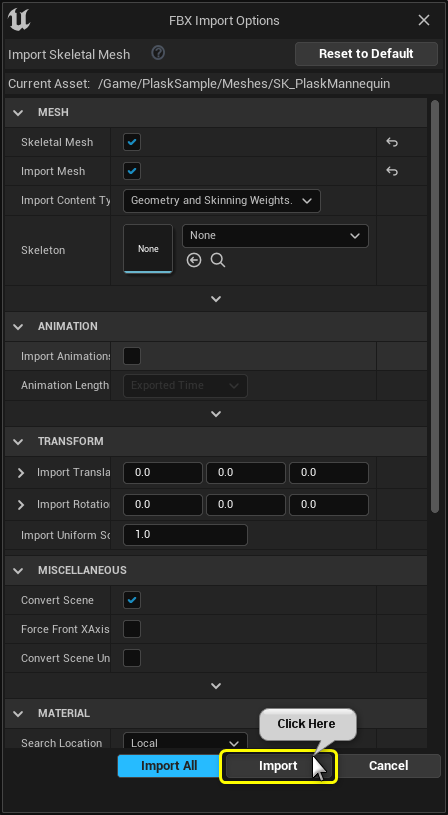 FBX Import Options
Import Skeletal Mesh
Reset to Default
Current Asset: /Game/PlaskSample/Meshes/SK_PlaskMannequin
MESH
Skeletal Mesh
Import Mesh
Import Content Ty
Geometry and Skinning Weights.
Skeleton
None
None
ANIMATION
Import Animations
Animation Length
Exported Time
TRANSFORM
Import Transla
0.0 0.0 0.0
Import Rotatio
0.0 0.0 0.0
Import Uniform Sc
1.0
MISCELLANEOUS
Convert Scene
Force Front XAxis
Convert Scene Un
MATERIAL
Click Here
Search Location
Local
Import All
Import
Cancel